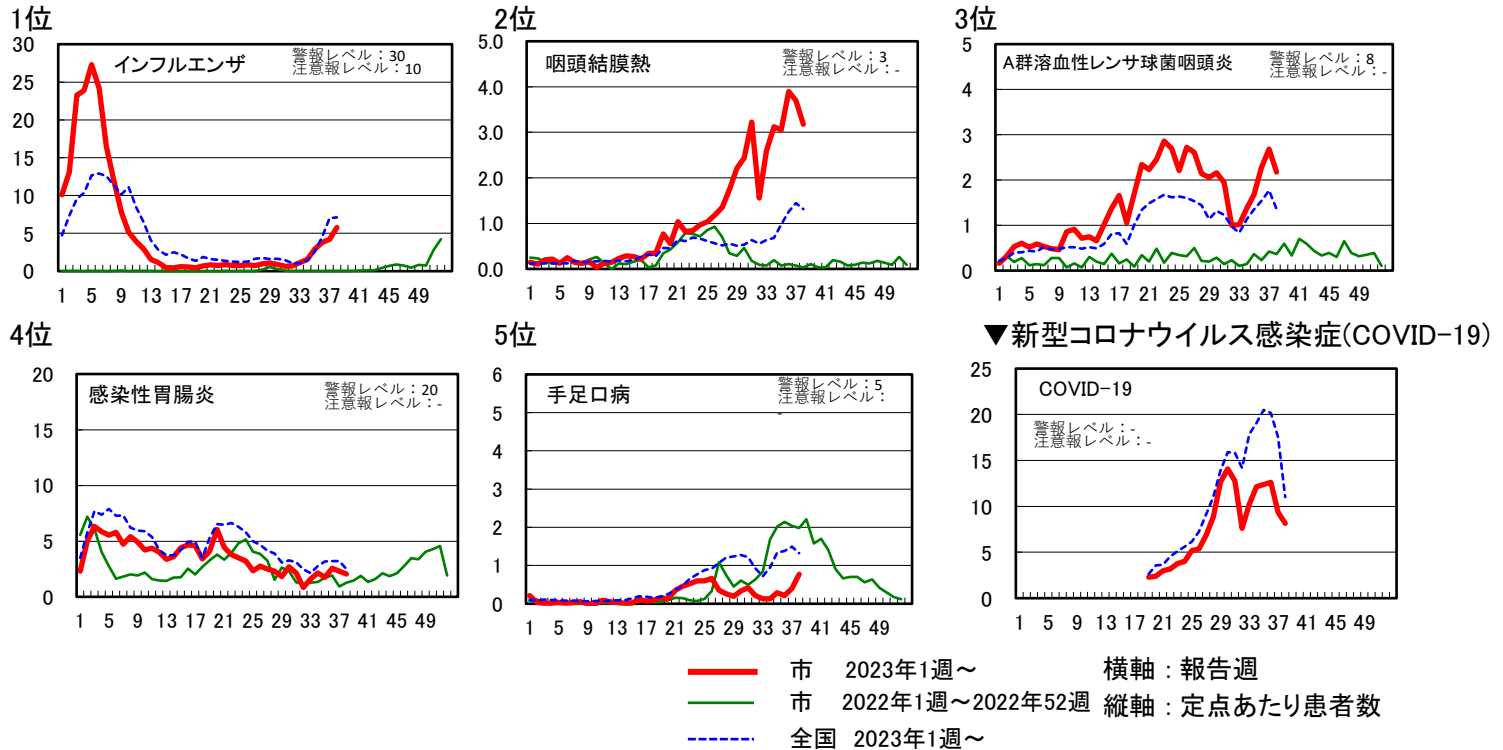 1位
インフルエンザ
警報レベル：30
注意報レベル：10
30
25
20
15
10
5
0
1 5 9 13 17 21 25 29 33 37 41 45 49
2位
咽頭結膜熱
警報レベル：3
注意報レベル：-
5.0
4.0
3.0
2.0
1.0
0.0
1 5 9 13 17 21 25 29 33 37 41 45 49
3位
A群溶血性レンサ球菌咽頭炎
警報レベル：8
注意報レベル：-
5
4
3
2
1
0
1 5 9 13 17 21 25 29 33 37 41 45 49
4位
感染性胃腸炎
警報レベル：20
注意報レベル：-
20
15
10
5
0
1 5 9 13 17 21 25 29 33 37 41 45 49
5位
手足口病
警報レベル：5
注意報レベル：
-
6
5
4
3
2
1
0
1 5 9 13 17 21 25 29 33 37 41 45 49
▼新型コロナウイルス感染症(COVID-19)
COVID-19
警報レベル：-
注意報レベル：-
25
20
15
10
5
0
1 5 9 13 17 21 25 29 33 37 41 45 49
市 2023年1週～ 横軸：報告週
市 2022年1週～2022年52週 縦軸：定点あたり患者数
全国 2023年1週～